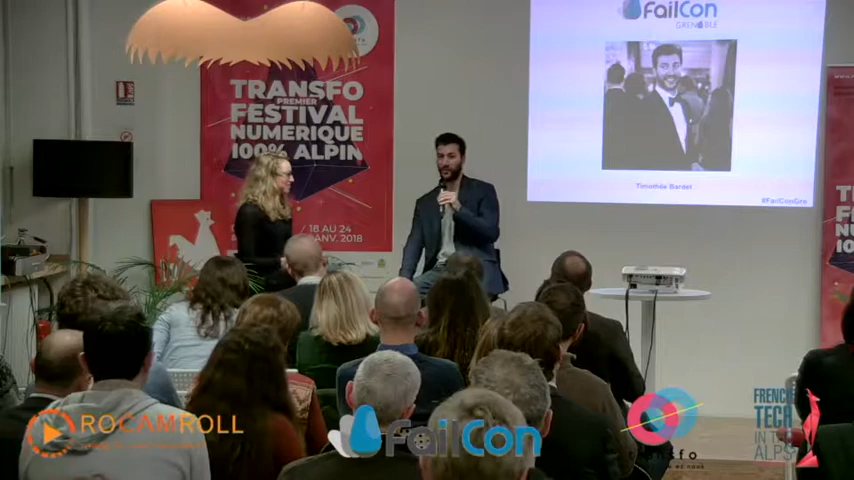 FailCon
GRENOBLE
TRANSFO
PREMIER
FESTIVAL
NUMÉRIQUE
100% ALPIN
18 AU 24
JANV. 2018
Timothée Bardet
#FailConGre
ROCAMROLL
FailCon
FRENCH
TECH
IN THE
ALPS